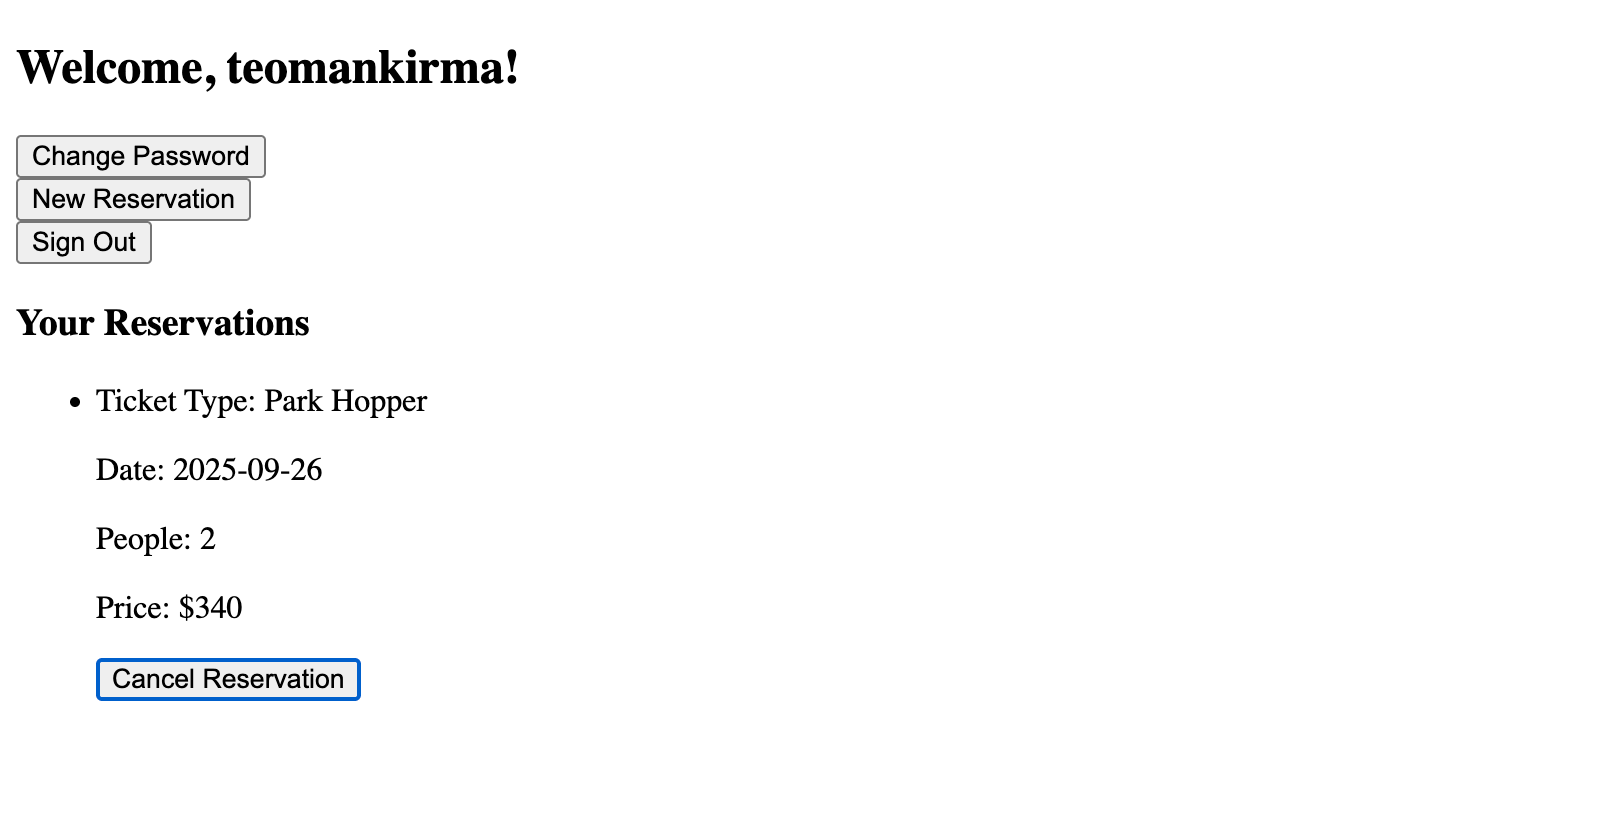 Welcome, teomankirma!
Change Password
New Reservation
Sign Out
Your Reservations
• Ticket Type: Park Hopper
Date: 2025-09-26
People: 2
Price: $340
Cancel Reservation